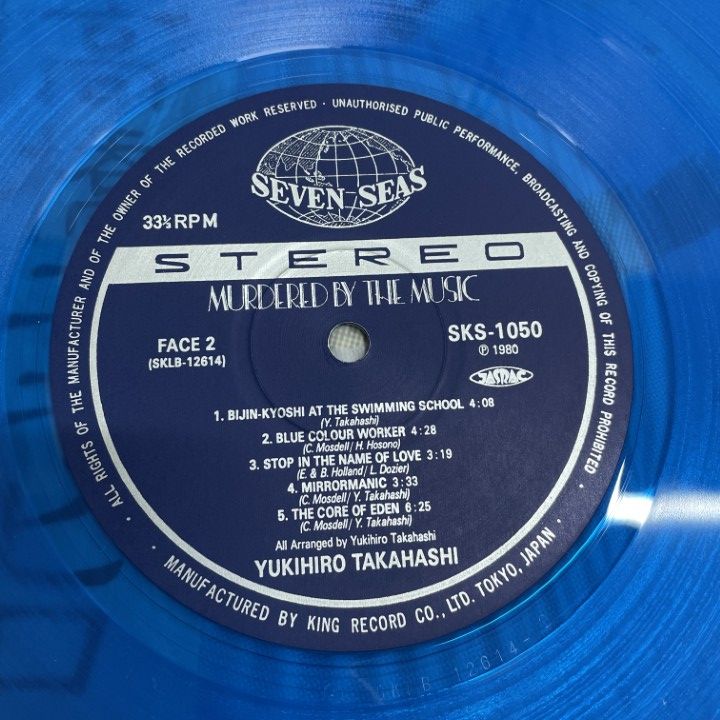 · ALL RIGHTS OF THE MANUFACTURER AND OF THE OWNER OF THE RECORDED WORK RESERVED · UNAUTHORISED PUBLIC PERFORMANCE, BROADCASTING AND COPYING OF THIS RECORD PROHIBITED ·
SEVEN SEAS
33⅓ RPM
STEREO
MURDERED BY THE MUSIC
FACE 2
(SKLB-12614)
SKS-1050
℗ 1980
JASRAC
1. BIJIN-KYOSHI AT THE SWIMMING SCHOOL 4:08
(Y. Takahashi)
2. BLUE COLOUR WORKER 4:28
(C. Mosdell/H. Hosono)
3. STOP IN THE NAME OF LOVE 3:19
(E. & B. Holland/L. Dozier)
4. MIRRORMANIC 3:33
(C. Mosdell/Y. Takahashi)
5. THE CORE OF EDEN 6:25
(C. Mosdell/Y. Takahashi)
All Arranged by Yukihiro Takahashi
YUKIHIRO TAKAHASHI
· MANUFACTURED BY KING RECORD CO., LTD. TOKYO, JAPAN ·